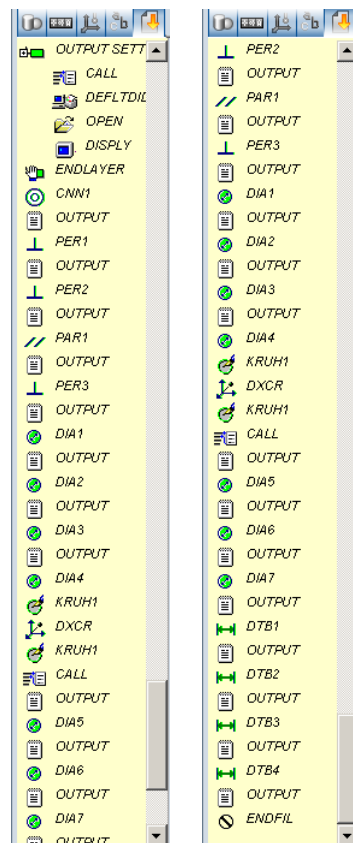 OUTPUT SETT
CALL
DEFLTDIL
OPEN
DISPLY
ENDLAYER
CNN1
OUTPUT
PER1
OUTPUT
PER2
OUTPUT
PAR1
OUTPUT
PER3
OUTPUT
DIA1
OUTPUT
DIA2
OUTPUT
DIA3
OUTPUT
DIA4
KRUH1
DXCR
KRUH1
CALL
OUTPUT
DIA5
OUTPUT
DIA6
OUTPUT
DIA7
OUTPUT
PER2
OUTPUT
PAR1
OUTPUT
PER3
OUTPUT
DIA1
OUTPUT
DIA2
OUTPUT
DIA3
OUTPUT
DIA4
KRUH1
DXCR
KRUH1
CALL
OUTPUT
DIA5
OUTPUT
DIA6
OUTPUT
DIA7
OUTPUT
DTB1
OUTPUT
DTB2
OUTPUT
DTB3
OUTPUT
DTB4
OUTPUT
ENDFIL